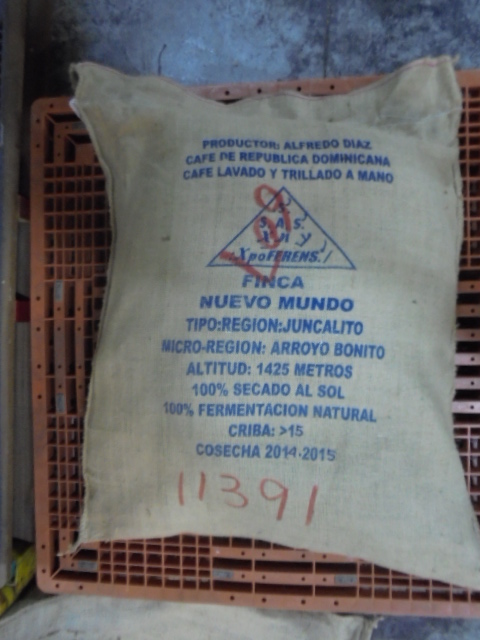 PRODUCTOR: ALFREDO DIAZ
CAFE DE REPUBLICA DOMINICANA
CAFE LAVADO Y TRILLADO A MANO
S. A. S.
FINCA
NUEVO MUNDO
TIPO:REGION:JUNCALITO
MICRO-REGION: ARROYO BONITO
ALTITUD: 1425 METROS
100% SECADO AL SOL
100% FERMENTACION NATURAL
CRIBA: >15
COSECHA 2014-2015
11391